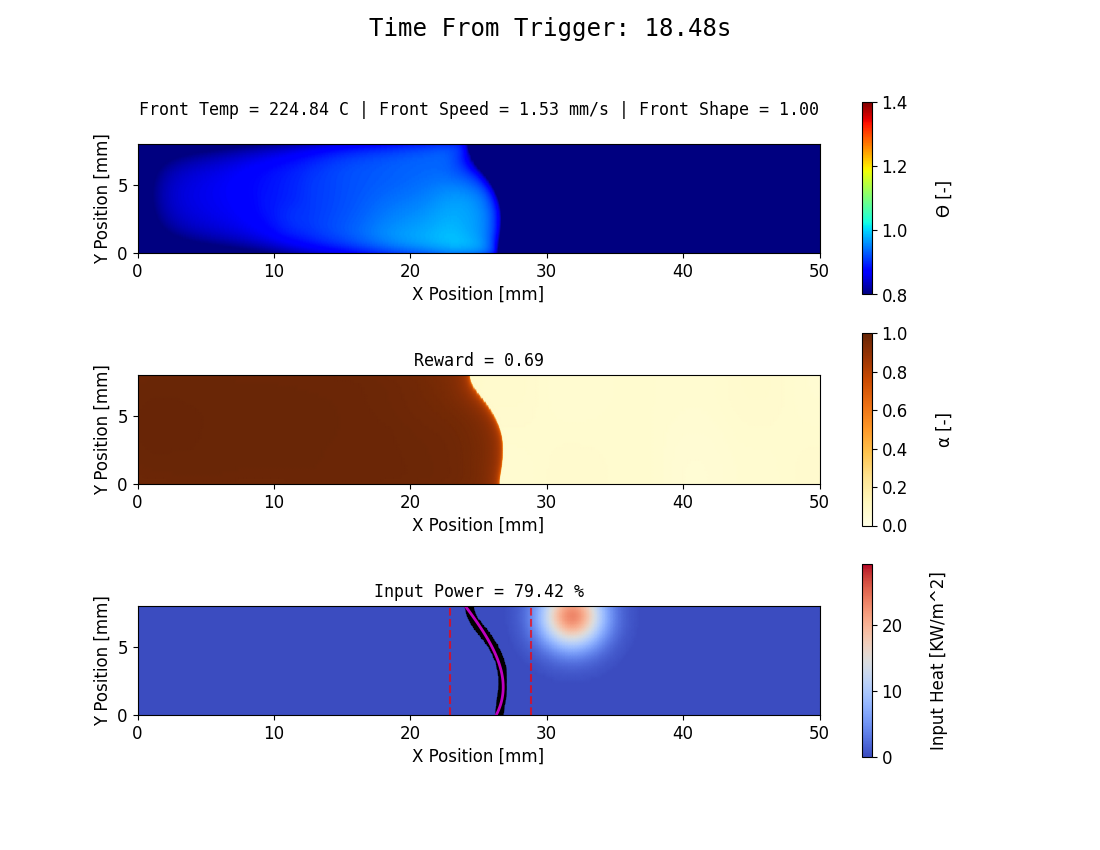 Time From Trigger: 18.48s
Front Temp = 224.84 C | Front Speed = 1.53 mm/s | Front Shape = 1.00
Y Position [mm]
5
0
0 10 20 30 40 50
X Position [mm]
1.4
1.2
1.0
0.8
Θ [-]
Reward = 0.69
Y Position [mm]
5
0
0 10 20 30 40 50
X Position [mm]
1.0
0.8
0.6
0.4
0.2
0.0
α [-]
Input Power = 79.42 %
Y Position [mm]
5
0
0 10 20 30 40 50
X Position [mm]
20
10
0
Input Heat [KW/m^2]